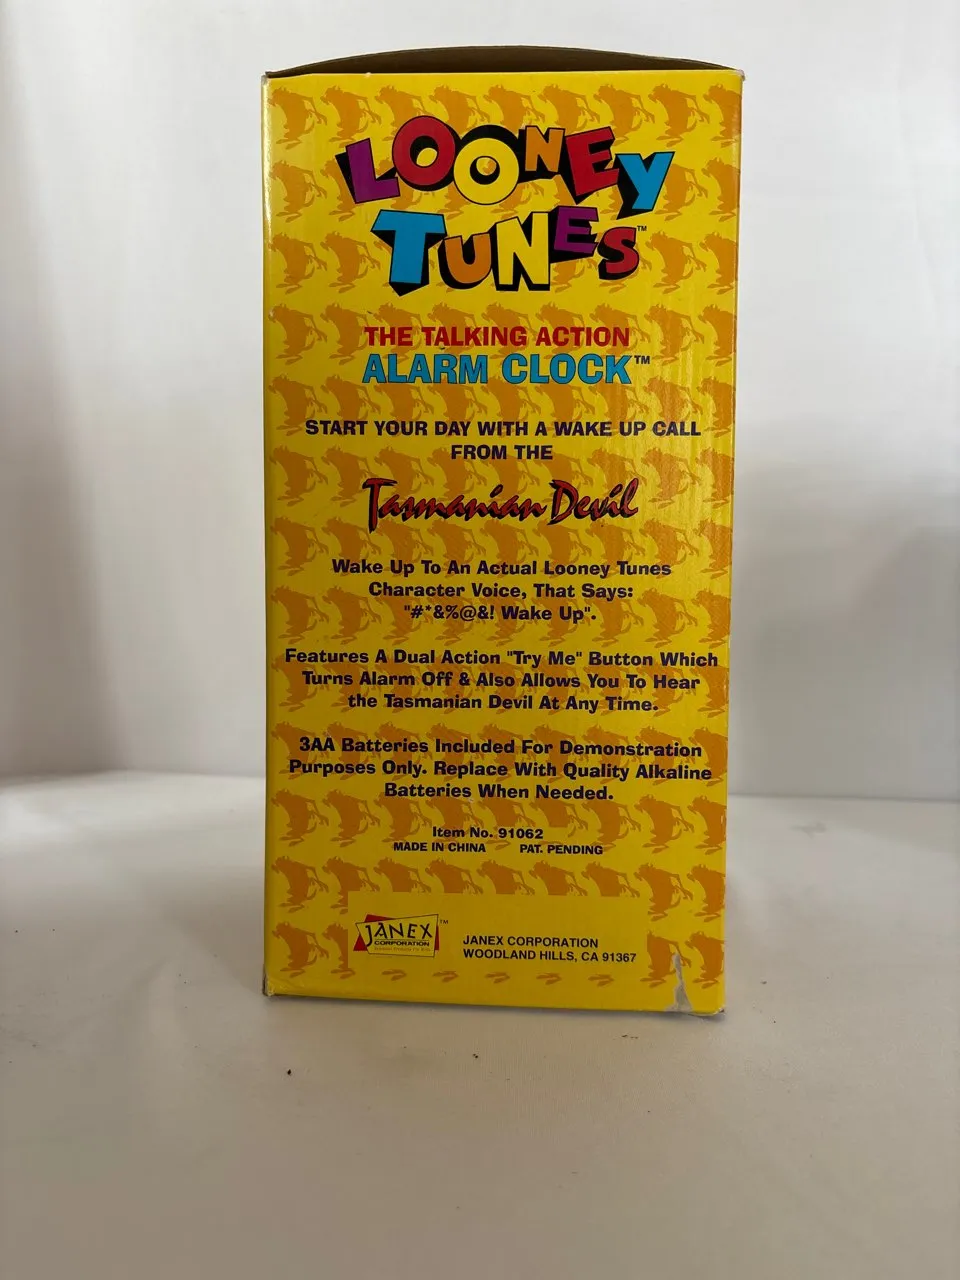 LOONEY
TUNES™
THE TALKING ACTION
ALARM CLOCK™
START YOUR DAY WITH A WAKE UP CALL
FROM THE
Tasmanian Devil
Wake Up To An Actual Looney Tunes
Character Voice, That Says:
"#*&%@&! Wake Up".
Features A Dual Action "Try Me" Button Which
Turns Alarm Off & Also Allows You To Hear
the Tasmanian Devil At Any Time.
3AA Batteries Included For Demonstration
Purposes Only. Replace With Quality Alkaline
Batteries When Needed.
Item No. 91062
MADE IN CHINA PAT. PENDING
JANEX™
CORPORATION
JANEX CORPORATION
WOODLAND HILLS, CA 91367